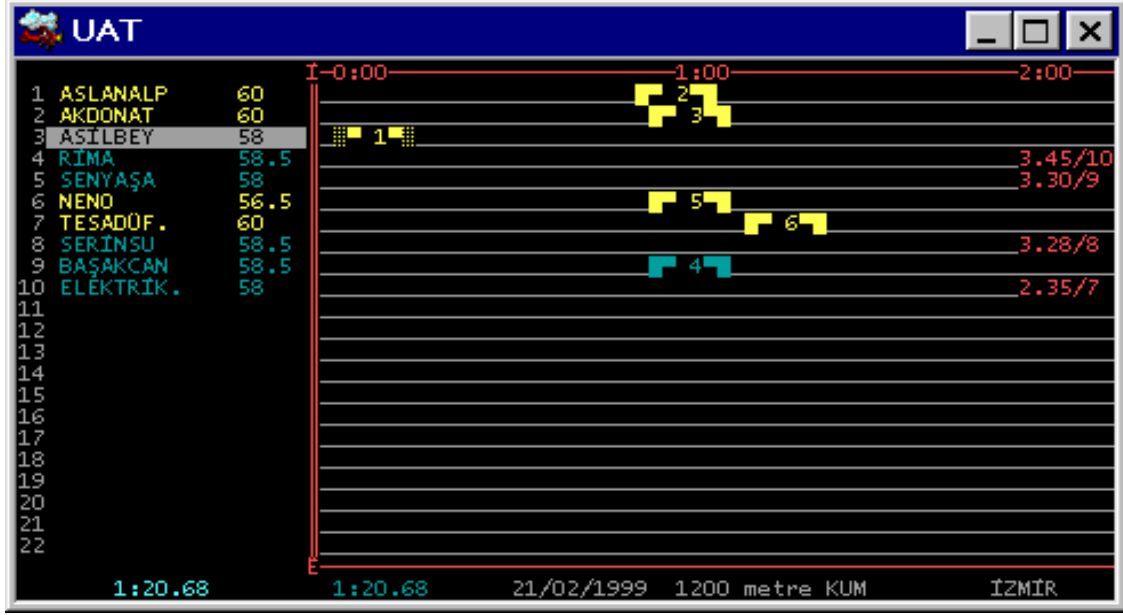 UAT
I 0:00 1:00 2:00
1 ASLANALP 60 2
2 AKDONAT 60 3
3 ASİLBEY 58 1
4 RİMA 58.5 3.45/10
5 SENYAŞA 58 3.30/9
6 NENO 56.5 5
7 TESADÜF. 60 6
8 SERİNSU 58.5 3.28/8
9 BAŞAKCAN 58.5 4
10 ELEKTRİK. 58 2.35/7
11
12
13
14
15
16
17
18
19
20
21
22
E
1:20.68 1:20.68 21/02/1999 1200 metre KUM İZMİR